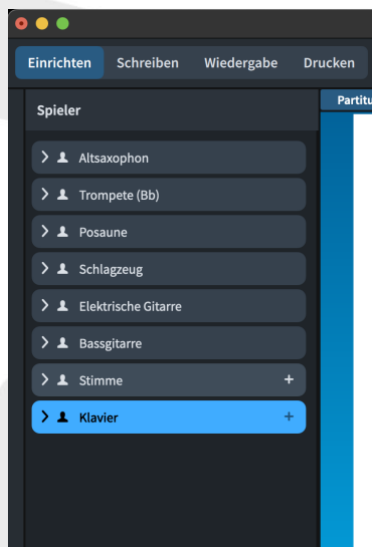 Einrichten Schreiben Wiedergabe Drucken
Spieler
Altsaxophon
Trompete (Bb)
Posaune
Schlagzeug
Elektrische Gitarre
Bassgitarre
Stimme +
Klavier +